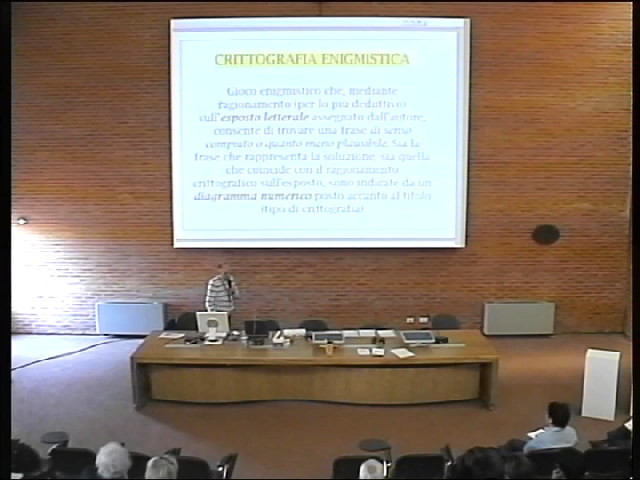 CRITTOGRAFIA ENIGMISTICA
Gioco enigmistico che, mediante
ragionamento (per lo più deduttivo)
sull'esposto letterale assegnato dall'autore,
consente di trovare una frase di senso
compiuto o quanto meno plausibile. Sia la
frase che rappresenta la soluzione, sia quella
che coincide con il ragionamento
crittografico sull'esposto, sono indicate da un
diagramma numerico posto accanto al titolo
(tipo di crittografia)